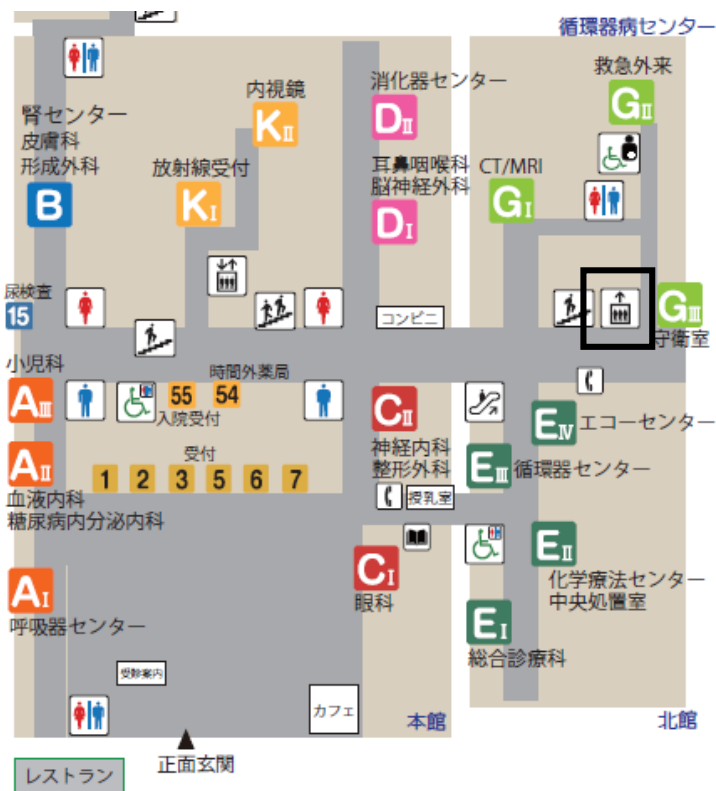 循環器病センター
救急外来
GⅡ
消化器センター
DⅡ
内視鏡
KⅡ
腎センター
皮膚科
形成外科
B
放射線受付
KⅠ
耳鼻咽喉科
脳神経外科
DⅠ
CT/MRI
GⅠ
尿検査
15
コンビニ
GⅢ
守衛室
小児科
AⅢ
時間外薬局
55
54
入院受付
CⅡ
神経内科
整形外科
EⅣ
エコーセンター
AⅡ
血液内科
糖尿病内分泌内科
受付
1
2
3
5
6
7
EⅢ
循環器センター
授乳室
CⅠ
眼科
EⅡ
化学療法センター
中央処置室
AⅠ
呼吸器センター
EⅠ
総合診療科
受診案内
カフェ
本館
北館
正面玄関
レストラン